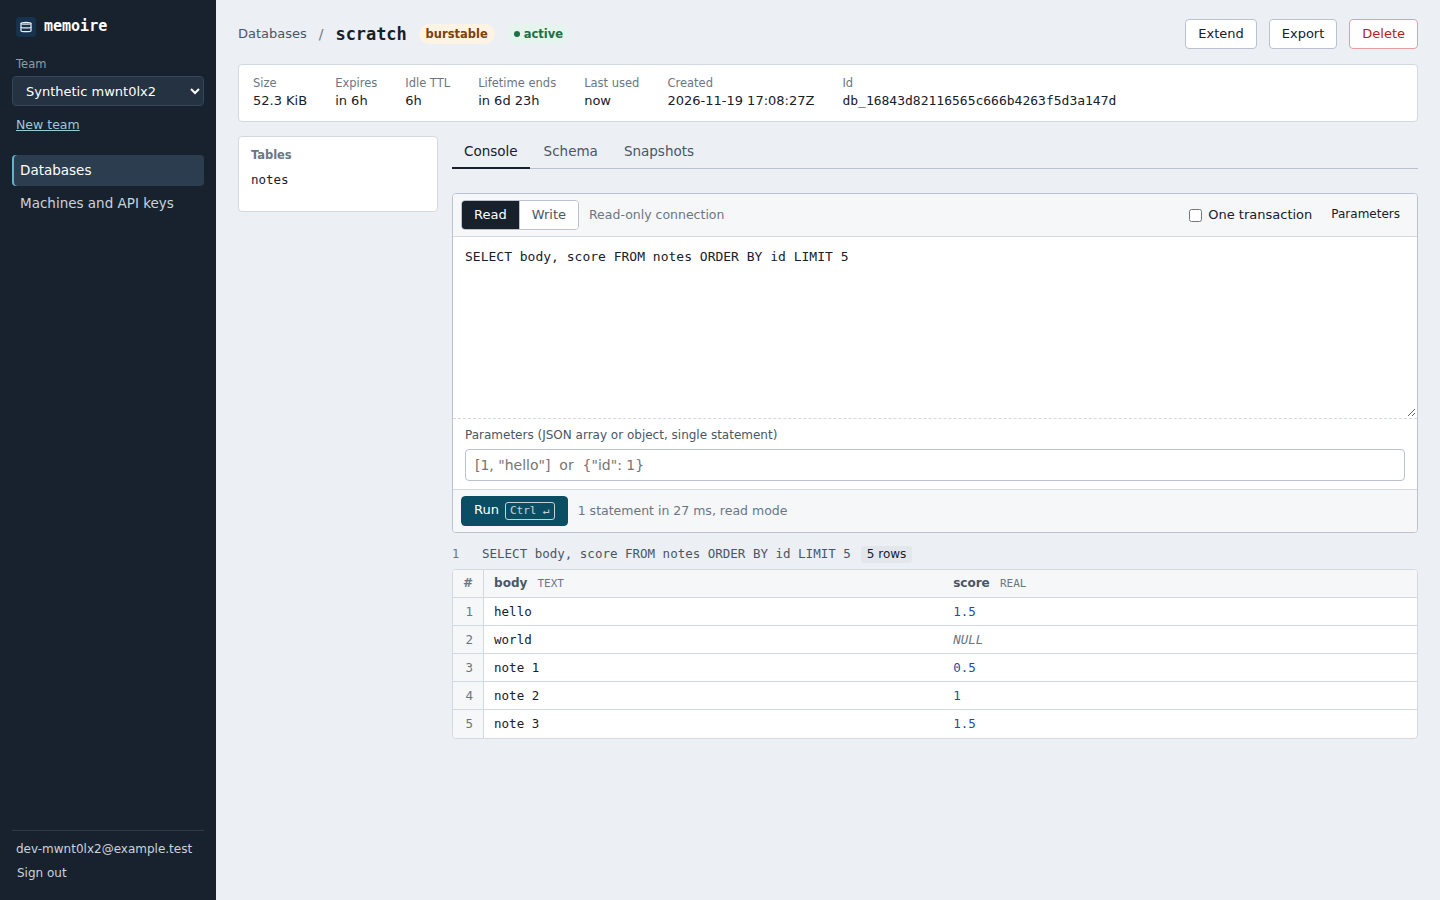 memoire
Team
Synthetic mwnt0lx2
New team
Databases
Machines and API keys
dev-mwnt0lx2@example.test
Sign out
Databases / scratch burstable active
Extend Export Delete
Size Expires Idle TTL Lifetime ends Last used Created Id
52.3 KiB in 6h 6h in 6d 23h now 2026-11-19 17:08:27Z db_16843d82116565c666b4263f5d3a147d
Tables
notes
Console Schema Snapshots
Read Write Read-only connection One transaction Parameters
SELECT body, score FROM notes ORDER BY id LIMIT 5
Parameters (JSON array or object, single statement)
[1, "hello"] or {"id": 1}
Run Ctrl ↵ 1 statement in 27 ms, read mode
1 SELECT body, score FROM notes ORDER BY id LIMIT 5 5 rows
# body TEXT score REAL
1 hello 1.5
2 world NULL
3 note 1 0.5
4 note 2 1
5 note 3 1.5